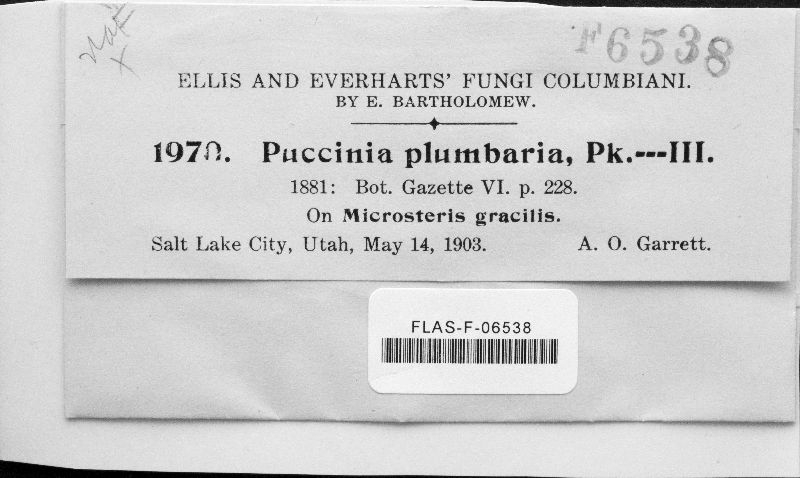 F6538
ELLIS AND EVERHARTS' FUNGI COLUMBIANI.
BY E. BARTHOLOMEW.
1970. Puccinia plumbaria, Pk.---III.
1881: Bot. Gazette VI. p. 228.
On Microsteris gracilis.
Salt Lake City, Utah, May 14, 1903. A. O. Garrett.
FLAS-F-06538